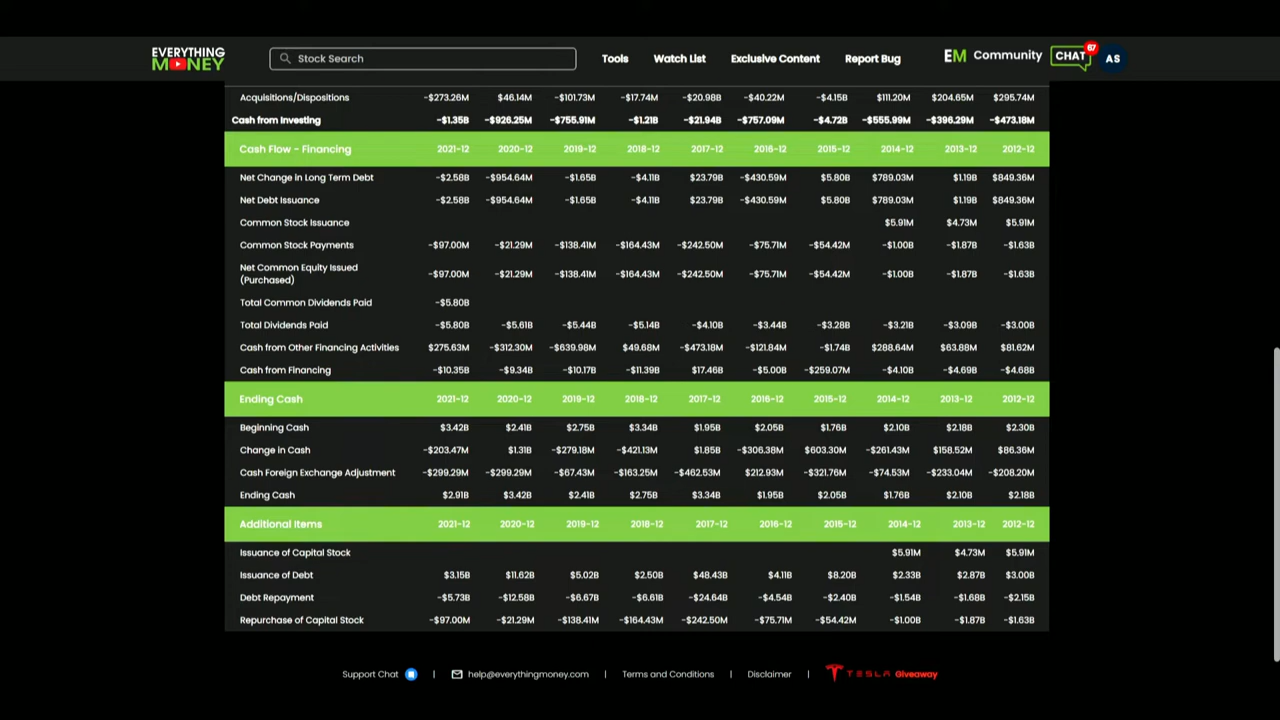 EVERYTHING
MONEY
Stock Search
Tools
Watch List
Exclusive Content
Report Bug
EM Community
CHAT
67
AS
Acquisitions/Dispositions -$273.26M $46.14M -$101.73M -$17.74M -$20.98B -$40.22M -$4.15B $111.20M $204.65M $295.74M
Cash from Investing -$1.35B -$926.25M -$755.91M -$1.21B -$21.94B -$757.09M -$4.72B -$555.99M -$396.29M -$473.18M
Cash Flow - Financing 2021-12 2020-12 2019-12 2018-12 2017-12 2016-12 2015-12 2014-12 2013-12 2012-12
Net Change in Long Term Debt -$2.58B -$954.64M -$1.65B -$4.11B $23.79B -$430.59M $5.80B $789.03M $1.19B $849.36M
Net Debt Issuance -$2.58B -$954.64M -$1.65B -$4.11B $23.79B -$430.59M $5.80B $789.03M $1.19B $849.36M
Common Stock Issuance $5.91M $4.73M $5.91M
Common Stock Payments -$97.00M -$21.29M -$138.41M -$164.43M -$242.50M -$75.71M -$54.42M -$1.00B -$1.87B -$1.63B
Net Common Equity Issued
(Purchased) -$97.00M -$21.29M -$138.41M -$164.43M -$242.50M -$75.71M -$54.42M -$1.00B -$1.87B -$1.63B
Total Common Dividends Paid -$5.80B
Total Dividends Paid -$5.80B -$5.61B -$5.44B -$5.14B -$4.10B -$3.44B -$3.28B -$3.21B -$3.09B -$3.00B
Cash from Other Financing Activities $275.63M -$312.30M -$639.98M $49.68M -$473.18M -$121.84M -$1.74B $288.64M $63.88M $81.62M
Cash from Financing -$10.35B -$9.34B -$10.17B -$11.39B $17.46B -$5.00B -$259.07M -$4.10B -$4.69B -$4.68B
Ending Cash 2021-12 2020-12 2019-12 2018-12 2017-12 2016-12 2015-12 2014-12 2013-12 2012-12
Beginning Cash $3.42B $2.41B $2.75B $3.34B $1.95B $2.05B $1.76B $2.10B $2.18B $2.30B
Change in Cash -$203.47M $1.31B -$279.18M -$421.13M $1.85B -$306.38M $603.30M -$261.43M $158.52M $86.36M
Cash Foreign Exchange Adjustment -$299.29M -$299.29M -$67.43M -$163.25M -$462.53M $212.93M -$321.76M -$74.53M -$233.04M -$208.20M
Ending Cash $2.91B $3.42B $2.41B $2.75B $3.34B $1.95B $2.05B $1.76B $2.10B $2.18B
Additional Items 2021-12 2020-12 2019-12 2018-12 2017-12 2016-12 2015-12 2014-12 2013-12 2012-12
Issuance of Capital Stock $5.91M $4.73M $5.91M
Issuance of Debt $3.15B $11.62B $5.02B $2.50B $48.43B $4.11B $8.20B $2.33B $2.87B $3.00B
Debt Repayment -$5.73B -$12.58B -$6.67B -$6.61B -$24.64B -$4.54B -$2.40B -$1.54B -$1.68B -$2.15B
Repurchase of Capital Stock -$97.00M -$21.29M -$138.41M -$164.43M -$242.50M -$75.71M -$54.42M -$1.00B -$1.87B -$1.63B
Support Chat | help@everythingmoney.com | Terms and Conditions | Disclaimer | TESLA Giveaway